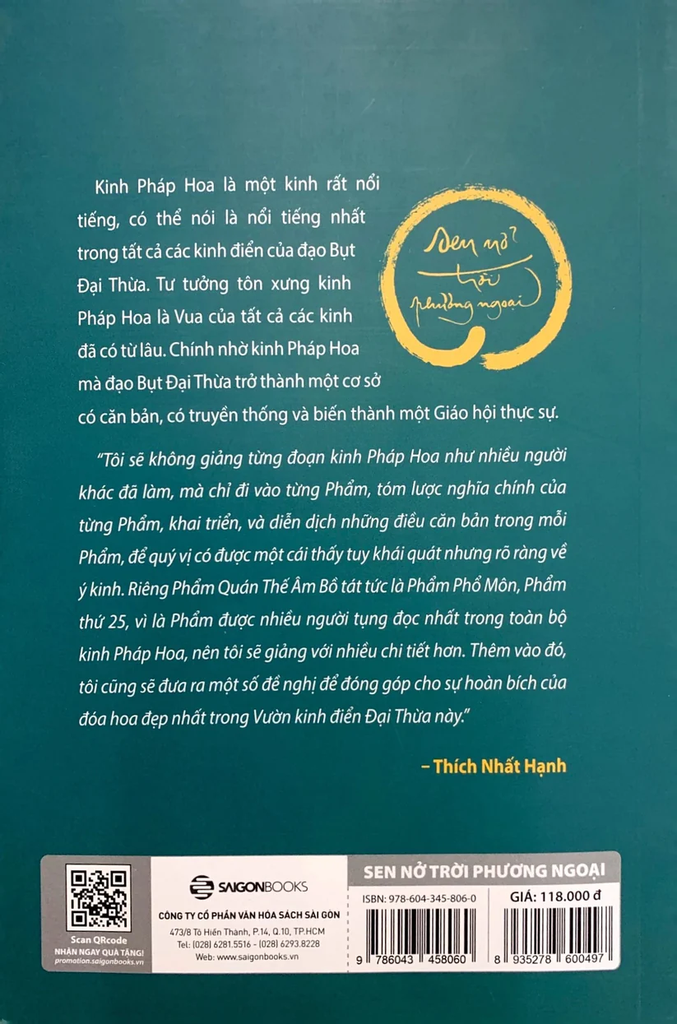 Kinh Pháp Hoa là một kinh rất nổi
tiếng, có thể nói là nổi tiếng nhất
trong tất cả các kinh điển của đạo Bụt
Đại Thừa. Tư tưởng tôn xưng kinh
Pháp Hoa là Vua của tất cả các kinh
đã có từ lâu. Chính nhờ kinh Pháp Hoa
mà đạo Bụt Đại Thừa trở thành một cơ sở
có căn bản, có truyền thống và biến thành một Giáo hội thực sự.
sen nở
trời
phương ngoại
“Tôi sẽ không giảng từng đoạn kinh Pháp Hoa như nhiều người
khác đã làm, mà chỉ đi vào từng Phẩm, tóm lược nghĩa chính của
từng Phẩm, khai triển, và diễn dịch những điều căn bản trong mỗi
Phẩm, để quý vị có được một cái thấy tuy khái quát nhưng rõ ràng về
ý kinh. Riêng Phẩm Quán Thế Âm Bồ tát tức là Phẩm Phổ Môn, Phẩm
thứ 25, vì là Phẩm được nhiều người tụng đọc nhất trong toàn bộ
kinh Pháp Hoa, nên tôi sẽ giảng với nhiều chi tiết hơn. Thêm vào đó,
tôi cũng sẽ đưa ra một số đề nghị để đóng góp cho sự hoàn bích của
đóa hoa đẹp nhất trong Vườn kinh điển Đại Thừa này.”
– Thích Nhất Hạnh
Scan QRcode
NHẬN NGAY QUÀ TẶNG!
promotion.saigonbooks.vn
SAIGONBOOKS
CÔNG TY CỔ PHẦN VĂN HÓA SÁCH SÀI GÒN
473/8 Tô Hiến Thành, P.14, Q.10, TP.HCM
Tel: (028) 6281.5516 - (028) 6293.8228
Web: www.saigonbooks.vn
SEN NỞ TRỜI PHƯƠNG NGOẠI
ISBN: 978-604-345-806-0
9 786043 458060
GIÁ: 118.000 đ
8 935278 600497